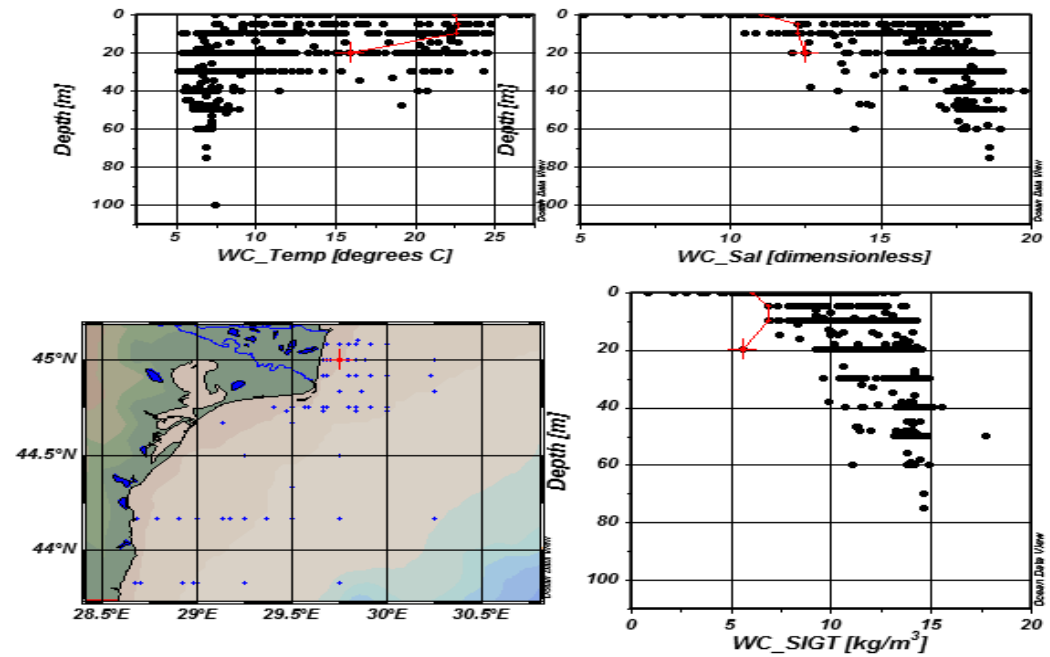 0
20
40
60
80
100
Depth [m]
5
10
15
20
25
WC_Temp [degrees C]
Ocean Data View
0
20
40
60
80
100
Depth [m]
5
10
15
20
WC_Sal [dimensionless]
Ocean Data View
45°N
44.5°N
44°N
28.5°E
29°E
29.5°E
30°E
30.5°E
Ocean Data View
0
20
40
60
80
100
Depth [m]
0
5
10
15
20
WC_SIGT [kg/m³]
Ocean Data View